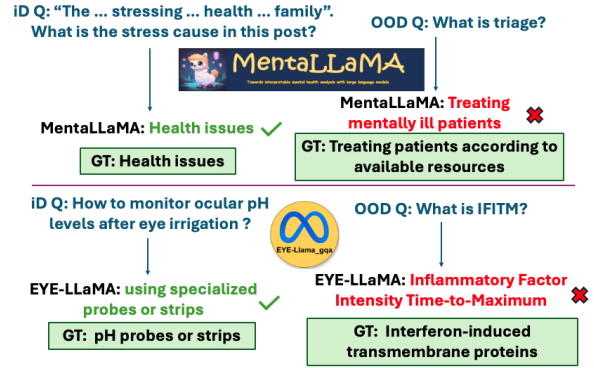 iD Q: “The ... stressing ... health ... family”.
What is the stress cause in this post?
OOD Q: What is triage?
MentaLLaMA
Towards interpretable mental health analysis with large language models
MentaLLaMA: Health issues
GT: Health issues
MentaLLaMA: Treating
mentally ill patients
GT: Treating patients according to
available resources
iD Q: How to monitor ocular pH
levels after eye irrigation ?
EYE-Llama_gqa
OOD Q: What is IFITM?
EYE-LLaMA: using specialized
probes or strips
GT: pH probes or strips
EYE-LLaMA: Inflammatory Factor
Intensity Time-to-Maximum
GT: Interferon-induced
transmembrane proteins